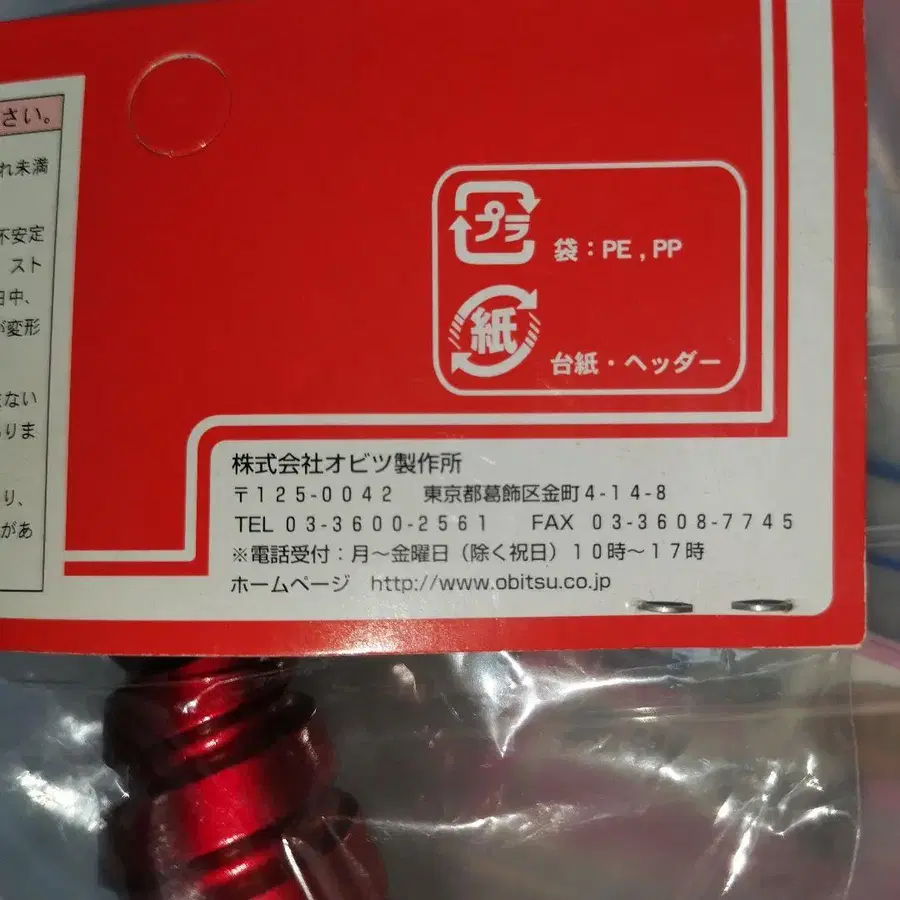 さい。
れ未満
不安定
スト
日中、
が変形
ない
りま
り、
があ
プラ
袋：PE , PP
紙
台紙・ヘッダー
株式会社オビツ製作所
〒125-0042 東京都葛飾区金町4-14-8
TEL 03-3600-2561 FAX 03-3608-7745
※電話受付：月～金曜日（除く祝日）10時～17時
ホームページ http://www.obitsu.co.jp